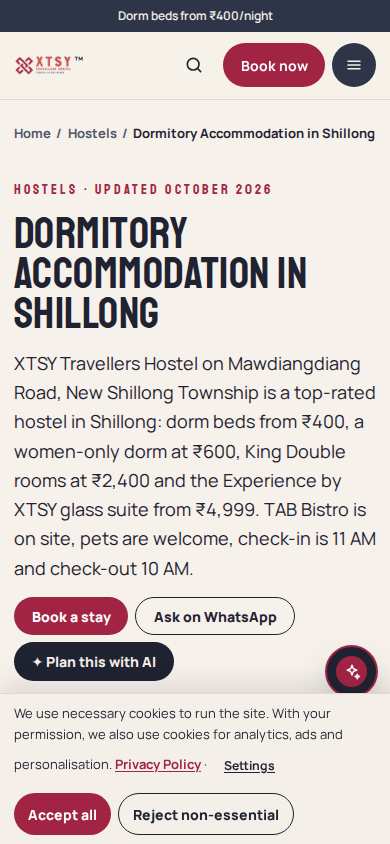 Dorm beds from ₹400/night
XTSY™
Book now
Home / Hostels / Dormitory Accommodation in Shillong
HOSTELS · UPDATED OCTOBER 2026
DORMITORY
ACCOMMODATION IN
SHILLONG
XTSY Travellers Hostel on Mawdiangdiang
Road, New Shillong Township is a top-rated
hostel in Shillong: dorm beds from ₹400, a
women-only dorm at ₹600, King Double
rooms at ₹2,400 and the Experience by
XTSY glass suite from ₹4,999. TAB Bistro is
on site, pets are welcome, check-in is 11 AM
and check-out 10 AM.
Book a stay
Ask on WhatsApp
✦ Plan this with AI
We use necessary cookies to run the site. With your
permission, we also use cookies for analytics, ads and
personalisation. Privacy Policy · Settings
Accept all
Reject non-essential